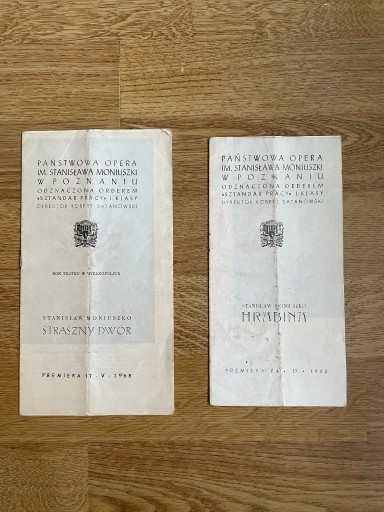 PAŃSTWOWA OPERA
IM. STANISŁAWA MONIUSZKI
W POZNANIU
ODZNACZONA ORDEREM
«SZTANDAR PRACY» I KLASY
DYREKTOR ROBERT SATANOWSKI
ROK TEATRU W WIELKOPOLSCE
STANISŁAW MONIUSZKO
STRASZNY DWÓR
PREMIERA 17 • V • 1968
PAŃSTWOWA OPERA
IM. STANISŁAWA MONIUSZKI
W POZNANIU
ODZNACZONA ORDEREM
«SZTANDAR PRACY» I KLASY
DYREKTOR ROBERT SATANOWSKI
STANISŁAW MONIUSZKO
HRABINA
PREMIERA • IX •